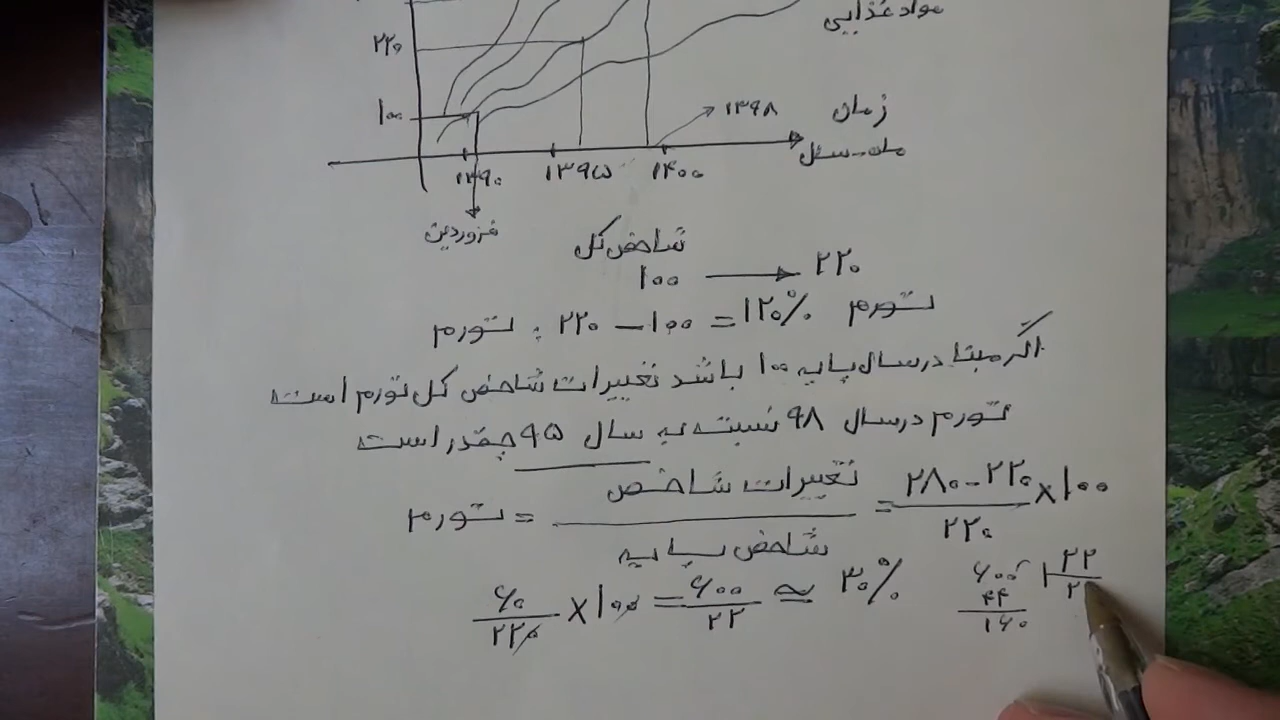 مواد غذایی
۲۲۰
۱۰۰
۱۳۹۸
زمان
ماه-سال
۱۳۹۰ ۱۳۹۵ ۱۴۰۰
فروردین
شاخص کل
۱۰۰ → ۲۲۰
تورم : ۲۲۰ - ۱۰۰ = ۱۲۰% تورم
اگر مبنا در سال پایه ۱۰۰ باشد تغییرات شاخص کل تورم است
تورم در سال ۹۸ نسبت به سال ۹۵ چقدر است
تورم = تغییرات شاخص / شاخص پایه = ۲۸۰-۲۲۰ / ۲۲۰ × ۱۰۰
۶۰ / ۲۲۰ × ۱۰۰ = ۶۰۰ / ۲۲ ≈ ۳۰%
۶۰۰ ۲۲
۴۴ ۲
۱۶۰